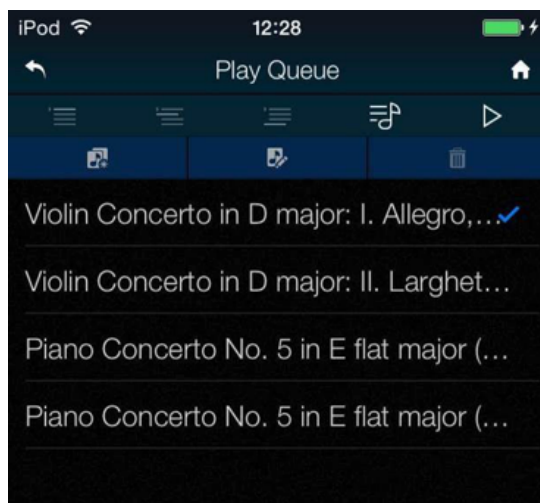 iPod 12:28
Play Queue
Violin Concerto in D major: I. Allegro,...
Violin Concerto in D major: II. Larghet...
Piano Concerto No. 5 in E flat major (...
Piano Concerto No. 5 in E flat major (...